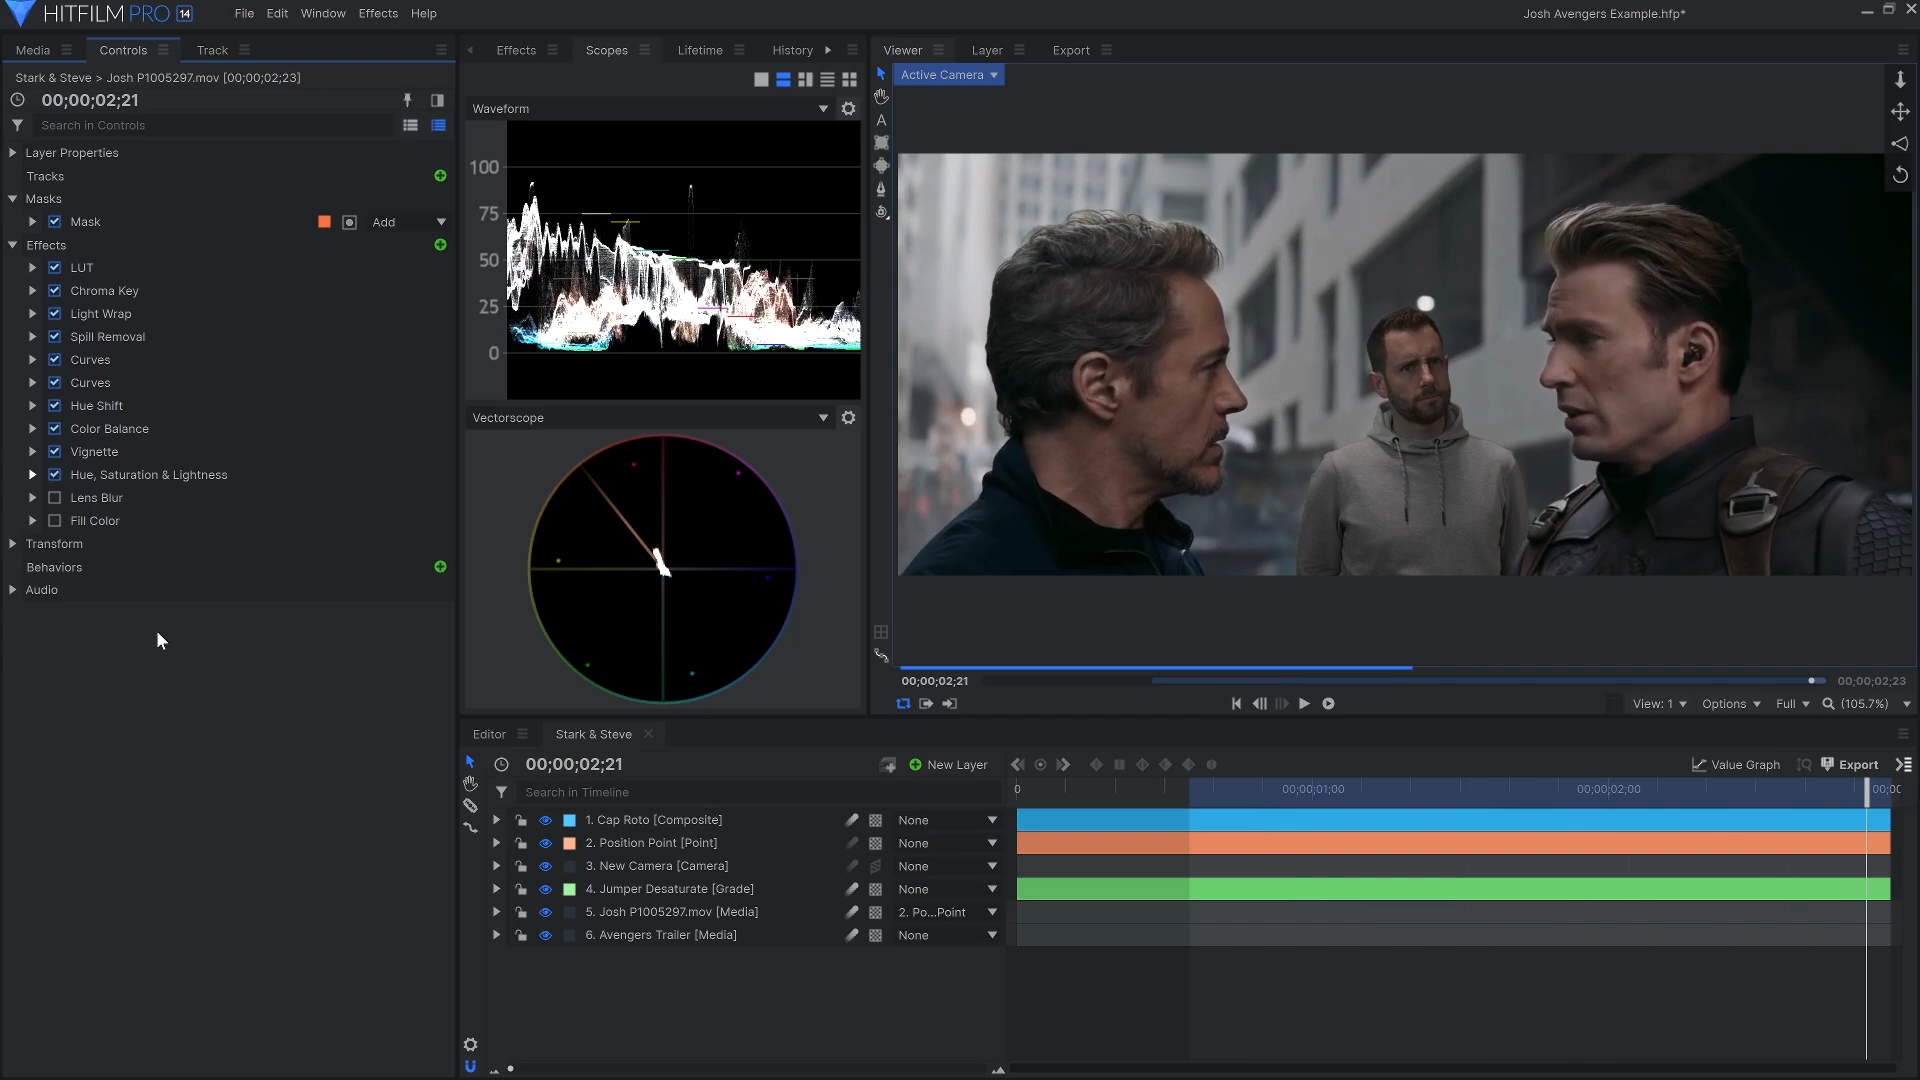 HITFILM PRO 14
File Edit Window Effects Help
Josh Avengers Example.hfp*
Media Controls Track
Effects Scopes Lifetime History
Viewer Layer Export
Stark & Steve > Josh P1005297.mov [00;00;02;23]
00;00;02;21
Search in Controls
Layer Properties
Tracks
Masks
Mask Add
Effects
LUT
Chroma Key
Light Wrap
Spill Removal
Curves
Curves
Hue Shift
Color Balance
Vignette
Hue, Saturation & Lightness
Lens Blur
Fill Color
Transform
Behaviors
Audio
Waveform
100
75
50
25
0
Vectorscope
Active Camera
A
00;00;02;21
00;00;02;23
View: 1 Options Full (105.7%)
Editor Stark & Steve
00;00;02;21 New Layer
Value Graph Export
Search in Timeline
0 00;00;01;00 00;00;02;00 00;0
1. Cap Roto [Composite] None
2. Position Point [Point] None
3. New Camera [Camera] None
4. Jumper Desaturate [Grade] None
5. Josh P1005297.mov [Media] 2. Po...Point
6. Avengers Trailer [Media] None